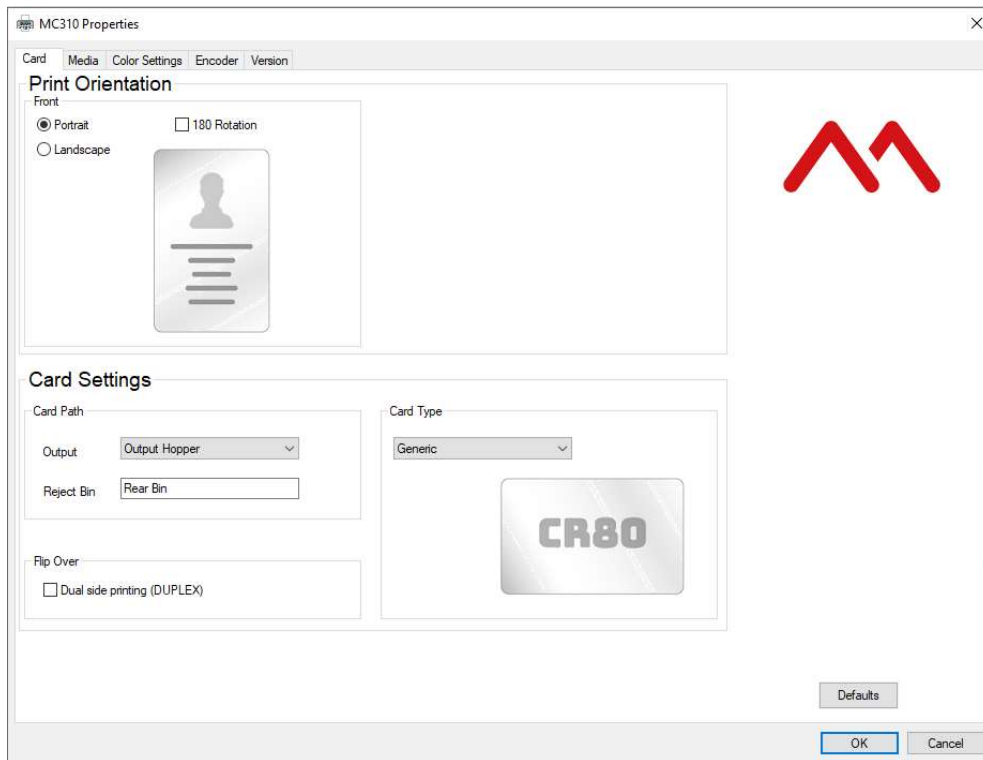 MC310 Properties
Card Media Color Settings Encoder Version
Print Orientation
Front
Portrait 180 Rotation
Landscape
Card Settings
Card Path
Output Output Hopper
Reject Bin Rear Bin
Card Type
Generic
CR80
Flip Over
Dual side printing (DUPLEX)
Defaults
OK Cancel